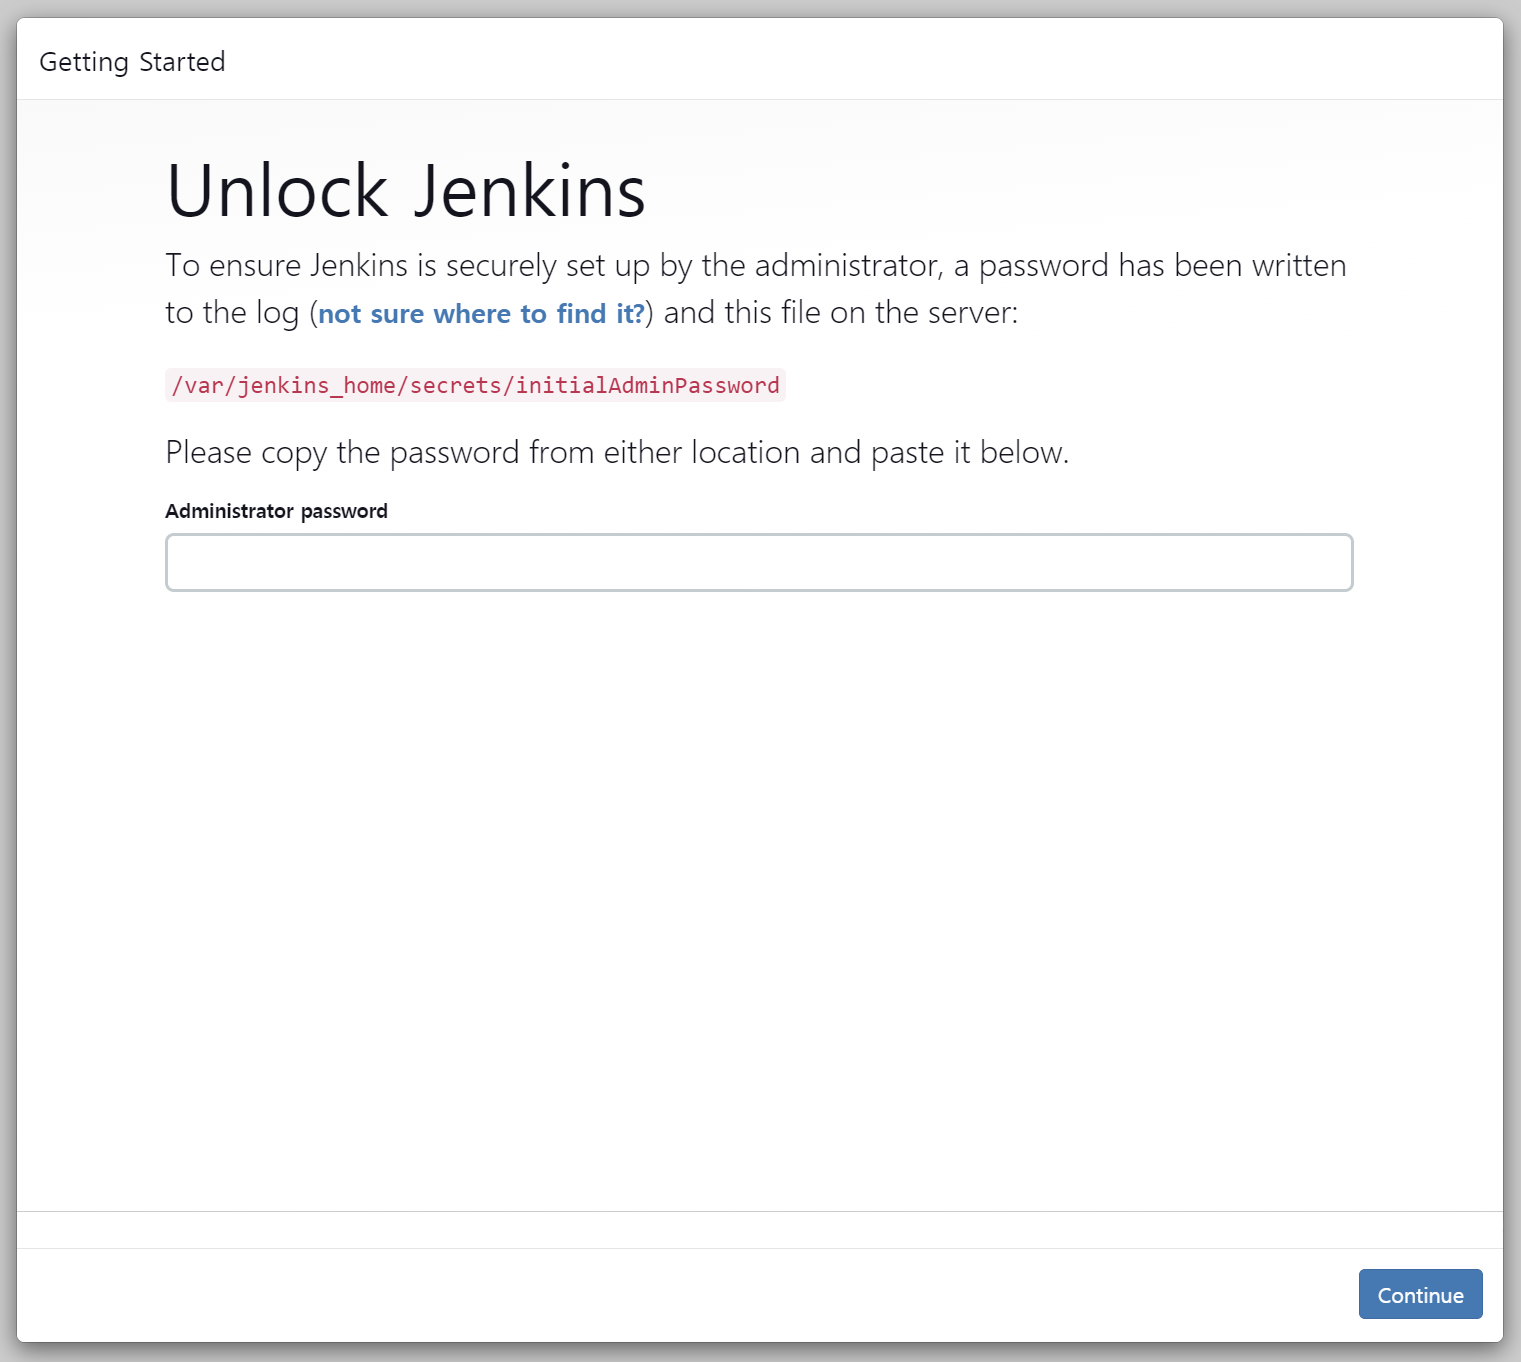 Getting Started
Unlock Jenkins
To ensure Jenkins is securely set up by the administrator, a password has been written
to the log (not sure where to find it?) and this file on the server:
/var/jenkins_home/secrets/initialAdminPassword
Please copy the password from either location and paste it below.
Administrator password
Continue